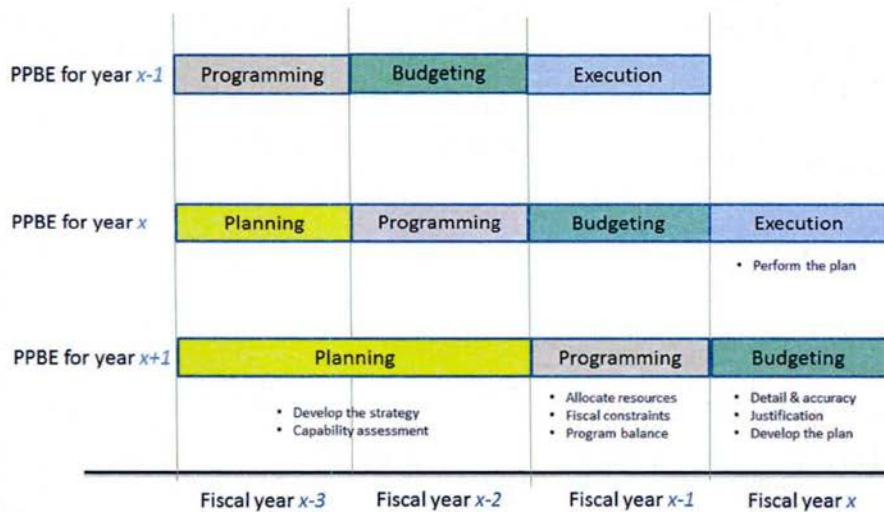 PPBE for year x-1
Programming
Budgeting
Execution
PPBE for year x
Planning
Programming
Budgeting
Execution
• Perform the plan
PPBE for year x+1
Planning
Programming
Budgeting
• Develop the strategy
• Capability assessment
• Allocate resources
• Fiscal constraints
• Program balance
• Detail & accuracy
• Justification
• Develop the plan
Fiscal year x-3
Fiscal year x-2
Fiscal year x-1
Fiscal year x